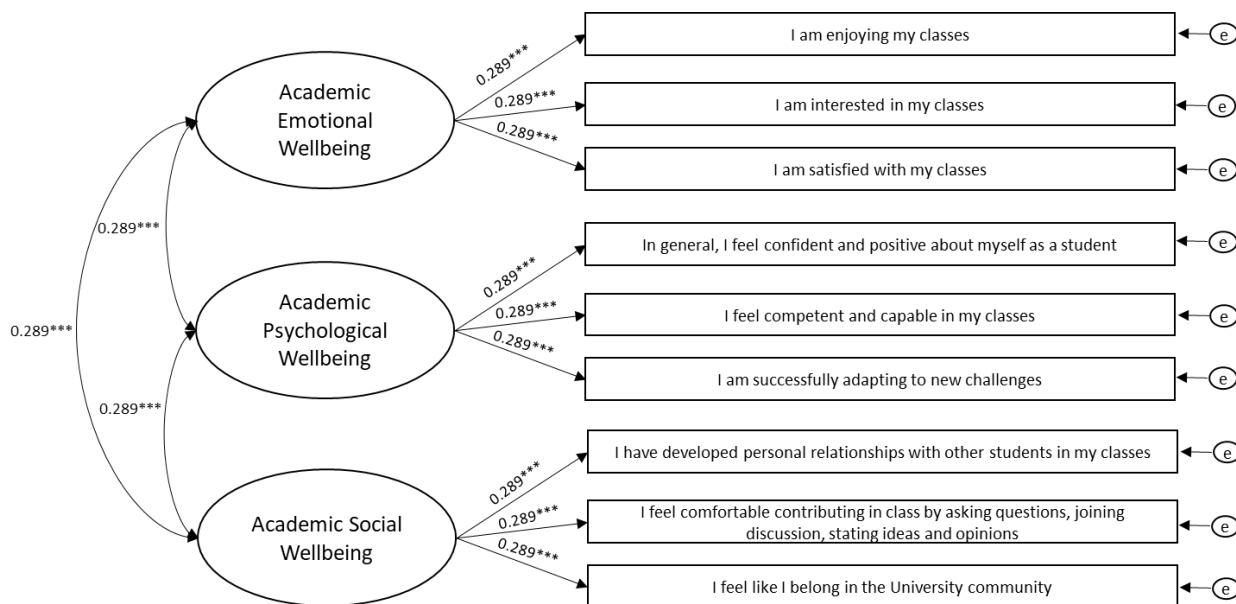 I am enjoying my classes
e
0.289***
Academic
Emotional
Wellbeing
0.289***
I am interested in my classes
e
0.289***
I am satisfied with my classes
e
0.289***
In general, I feel confident and positive about myself as a student
e
0.289***
0.289***
Academic
Psychological
Wellbeing
0.289***
I feel competent and capable in my classes
e
0.289***
I am successfully adapting to new challenges
e
0.289***
I have developed personal relationships with other students in my classes
e
0.289***
Academic Social
Wellbeing
0.289***
I feel comfortable contributing in class by asking questions, joining
discussion, stating ideas and opinions
e
0.289***
I feel like I belong in the University community
e